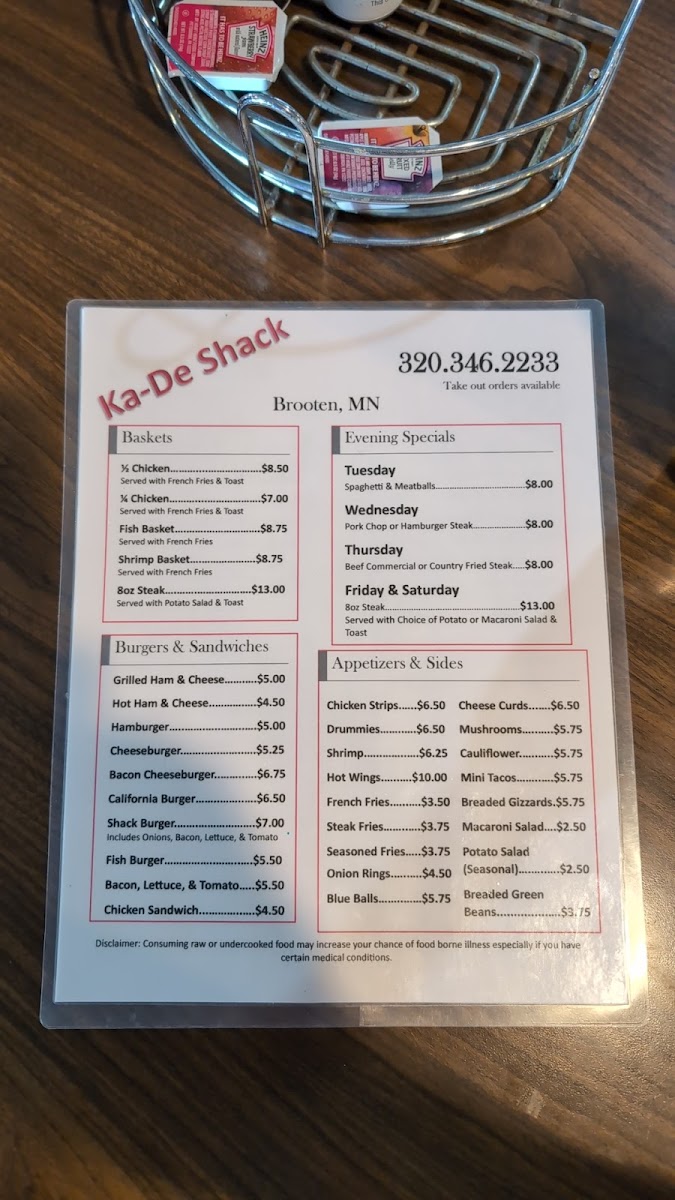 HEINZ
STRAWBERRY
IT HAS TO BE HEINZ
IT
TO BE HEINZ
Ka-De Shack
320.346.2233
Take out orders available
Brooten, MN
Baskets
½ Chicken..............................$8.50
Served with French Fries & Toast
¼ Chicken..............................$7.00
Served with French Fries & Toast
Fish Basket............................$8.75
Served with French Fries
Shrimp Basket......................$8.75
Served with French Fries
8oz Steak............................$13.00
Served with Potato Salad & Toast
Evening Specials
Tuesday
Spaghetti & Meatballs..............................$8.00
Wednesday
Pork Chop or Hamburger Steak.................$8.00
Thursday
Beef Commercial or Country Fried Steak.....$8.00
Friday & Saturday
8oz Steak..............................................$13.00
Served with Choice of Potato or Macaroni Salad &
Toast
Burgers & Sandwiches
Grilled Ham & Cheese...........$5.00
Hot Ham & Cheese................$4.50
Hamburger.............................$5.00
Cheeseburger.........................$5.25
Bacon Cheeseburger..............$6.75
California Burger.....................$6.50
Shack Burger...........................$7.00
Includes Onions, Bacon, Lettuce, & Tomato
Fish Burger..............................$5.50
Bacon, Lettuce, & Tomato.....$5.50
Chicken Sandwich...................$4.50
Appetizers & Sides
Chicken Strips......$6.50
Drummies............$6.50
Shrimp..................$6.25
Hot Wings.........$10.00
French Fries..........$3.50
Steak Fries............$3.75
Seasoned Fries.....$3.75
Onion Rings..........$4.50
Blue Balls..............$5.75
Cheese Curds.......$6.50
Mushrooms..........$5.75
Cauliflower...........$5.75
Mini Tacos............$5.75
Breaded Gizzards.$5.75
Macaroni Salad....$2.50
Potato Salad
(Seasonal).............$2.50
Breaded Green
Beans....................$3.75
Disclaimer: Consuming raw or undercooked food may increase your chance of food borne illness especially if you have
certain medical conditions.